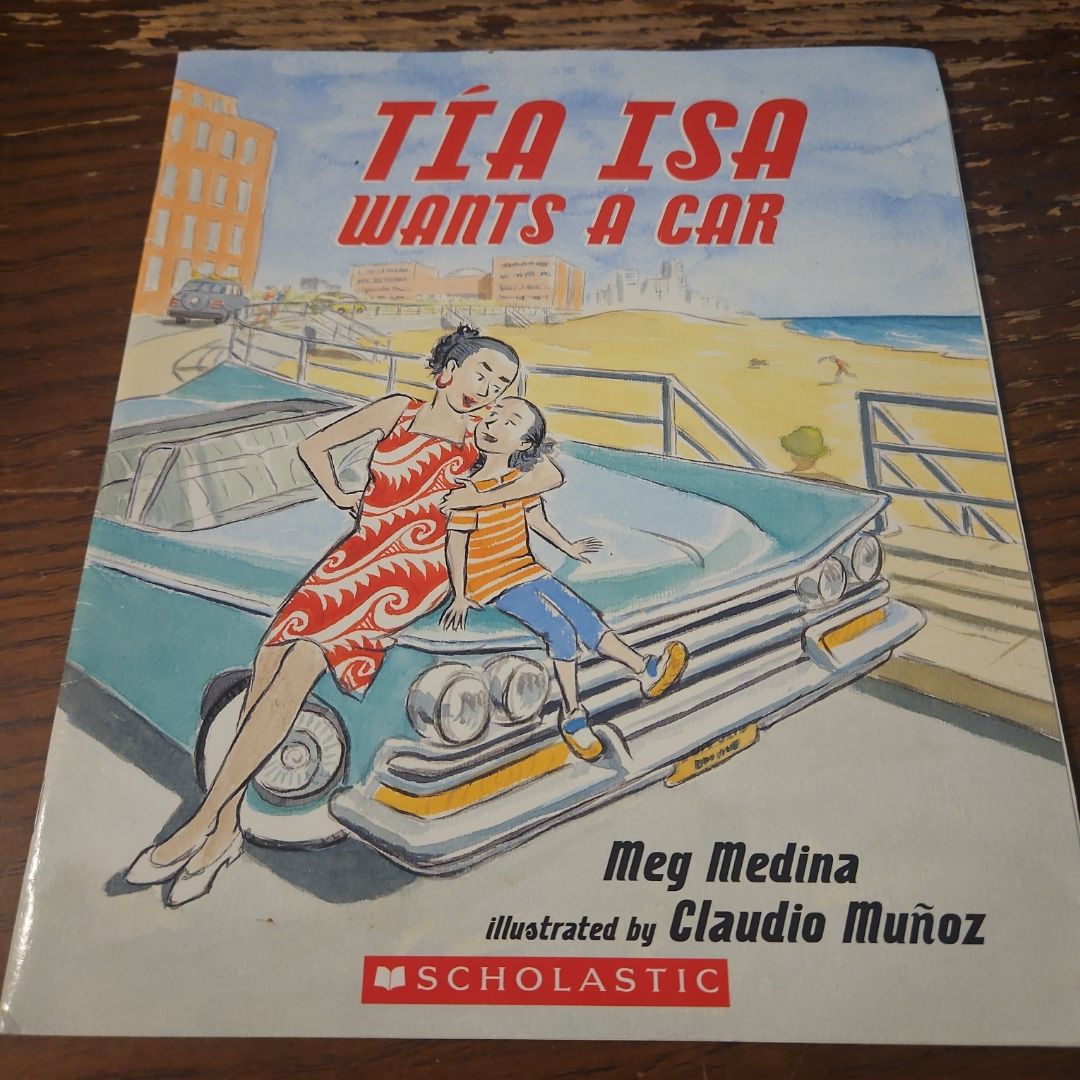 TÍA ISA
WANTS A CAR
Meg Medina
illustrated by Claudio Muñoz
SCHOLASTIC